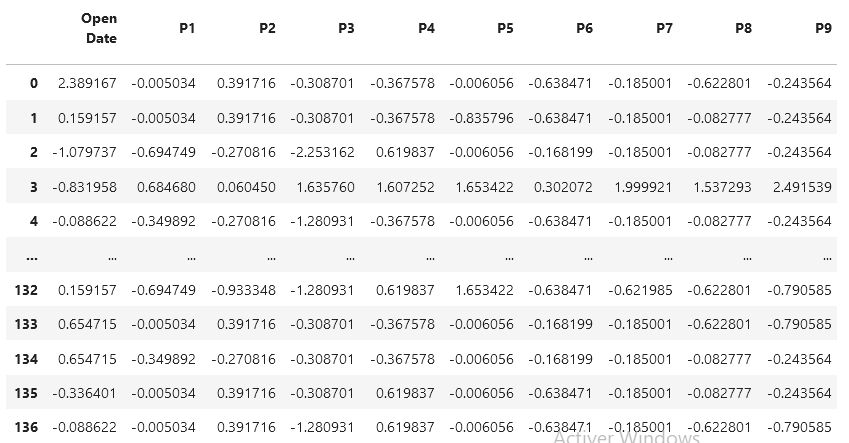 Open Date P1 P2 P3 P4 P5 P6 P7 P8 P9
0 2.389167 -0.005034 0.391716 -0.308701 -0.367578 -0.006056 -0.638471 -0.185001 -0.622801 -0.243564
1 0.159157 -0.005034 0.391716 -0.308701 -0.367578 -0.835796 -0.638471 -0.185001 -0.082777 -0.243564
2 -1.079737 -0.694749 -0.270816 -2.253162 0.619837 -0.006056 -0.168199 -0.185001 -0.082777 -0.243564
3 -0.831958 0.684680 0.060450 1.635760 1.607252 1.653422 0.302072 1.999921 1.537293 2.491539
4 -0.088622 -0.349892 -0.270816 -1.280931 -0.367578 -0.006056 -0.638471 -0.185001 -0.082777 -0.243564
... ... ... ... ... ... ... ... ... ... ...
132 0.159157 -0.694749 -0.933348 -1.280931 0.619837 1.653422 -0.638471 -0.621985 -0.622801 -0.790585
133 0.654715 -0.005034 0.391716 -0.308701 -0.367578 -0.006056 -0.168199 -0.185001 -0.622801 -0.790585
134 0.654715 -0.349892 -0.270816 -0.308701 -0.367578 -0.006056 -0.168199 -0.185001 -0.082777 -0.243564
135 -0.336401 -0.005034 0.391716 -0.308701 0.619837 -0.006056 -0.638471 -0.185001 -0.082777 -0.243564
136 -0.088622 -0.005034 0.391716 -1.280931 0.619837 -0.006056 -0.638471 -0.185001 -0.622801 -0.790585
Activer Windows